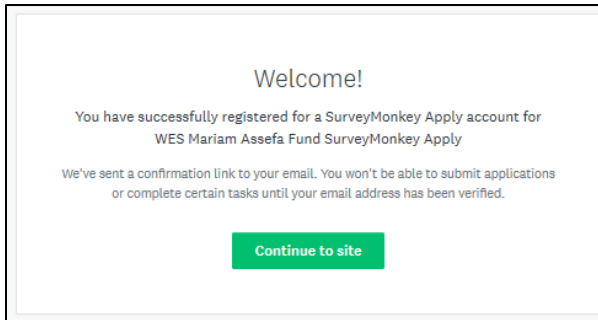 Welcome!
You have successfully registered for a SurveyMonkey Apply account for
WES Mariam Assefa Fund SurveyMonkey Apply
We've sent a confirmation link to your email. You won't be able to submit applications
or complete certain tasks until your email address has been verified.
Continue to site